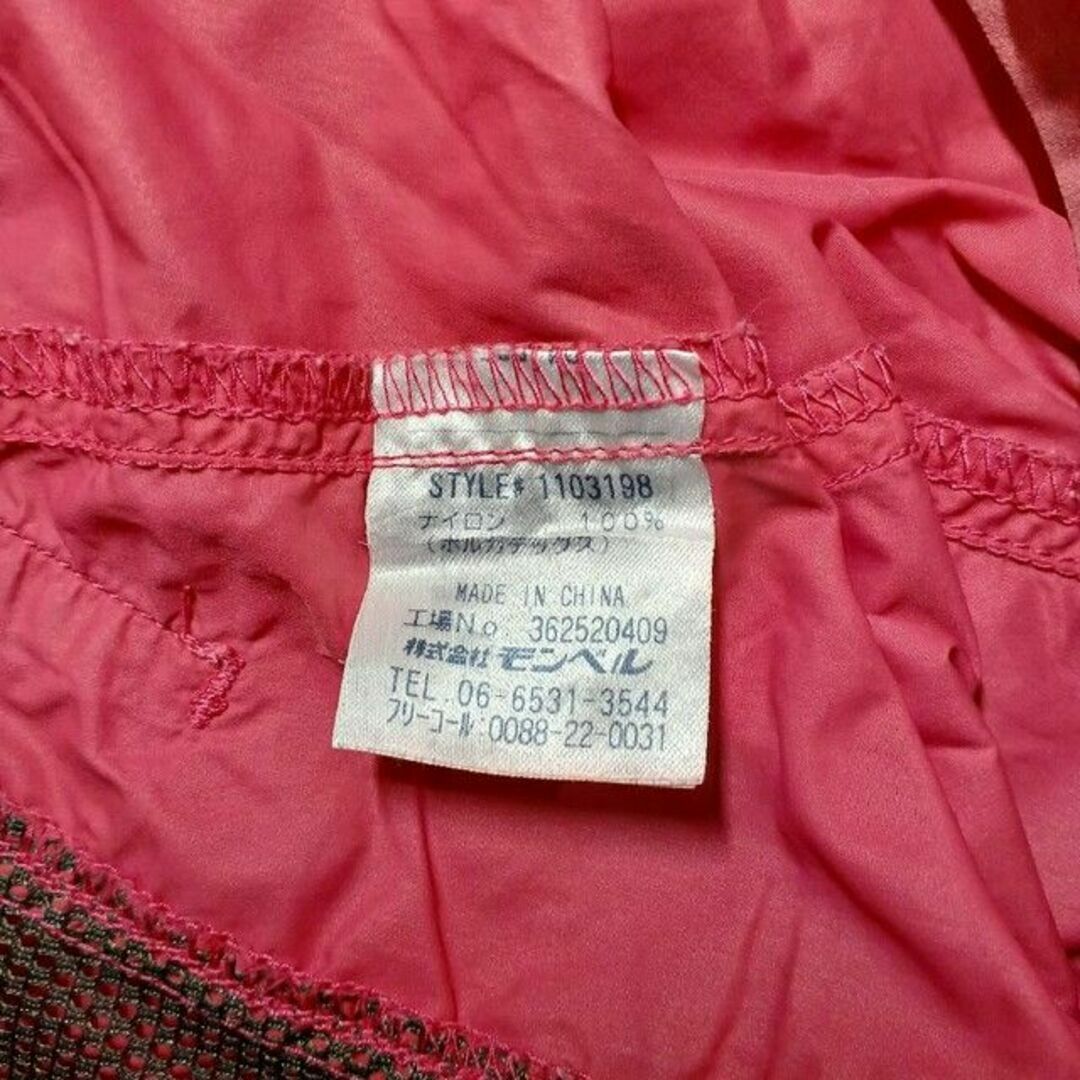 STYLE# 1103198
ナイロン 100%
(ポルカテックス)
MADE IN CHINA
工場No. 362520409
株式会社 モンベル
TEL. 06-6531-3544
フリーコール:0088-22-0031